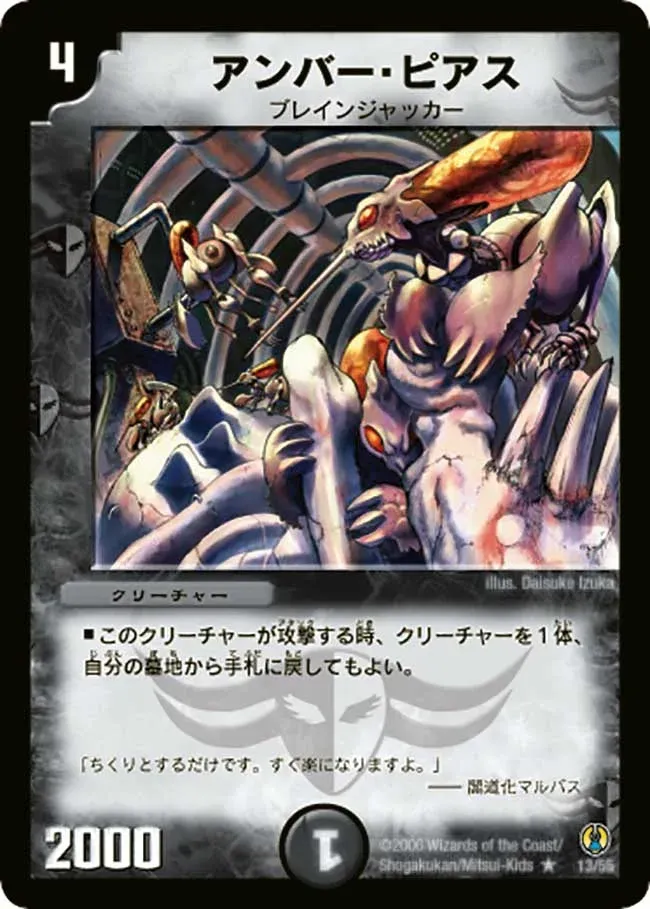 4
アンバー・ピアス
ブレインジャッカー
illus. Daisuke Izuka
クリーチャー
■このクリーチャーが攻撃する時、クリーチャーを1体、
自分の墓地から手札に戻してもよい。
「ちくりとするだけです。すぐ楽になりますよ。」
—— 闇道化マルバス
2000
1
©2006 Wizards of the Coast/
Shogakukan/Mitsui-Kids ★ 13/55